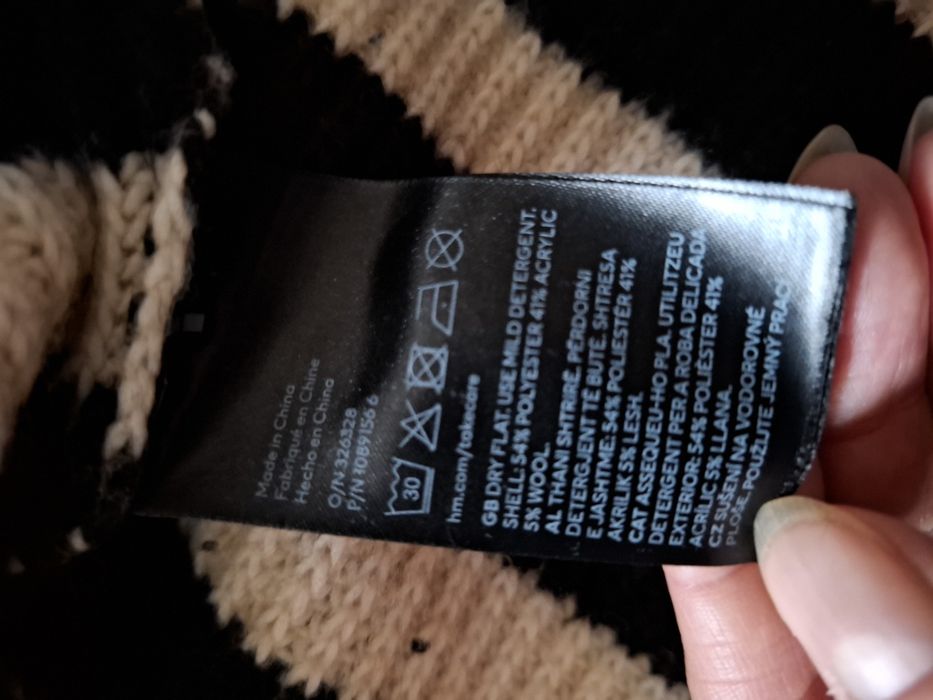 Made in China
Fabriqué en Chine
Hecho en China
O/N 326328
P/N 10891566 6
30
hm.com/takecare
GB DRY FLAT. USE MILD DETERGENT.
SHELL: 54% POLYESTER 41% ACRYLIC
5% WOOL.
AL THANI SHTRIRË. PËRDORNI
DETERGJENT TË BUTË. SHTRESA
E JASHTME: 54% POLIESTËR 41%
AKRILIK 5% LESH.
CAT ASSEQUEU-HO PLA. UTILITZEU
DETERGENT PER A ROBA DELICADA.
EXTERIOR: 54% POLIÈSTER 41%
ACRÍLIC 5% LLANA.
CZ SUŠENÍ NA VODOROVNÉ
PLOŠE. POUŽIJTE JEMNÝ PRAC